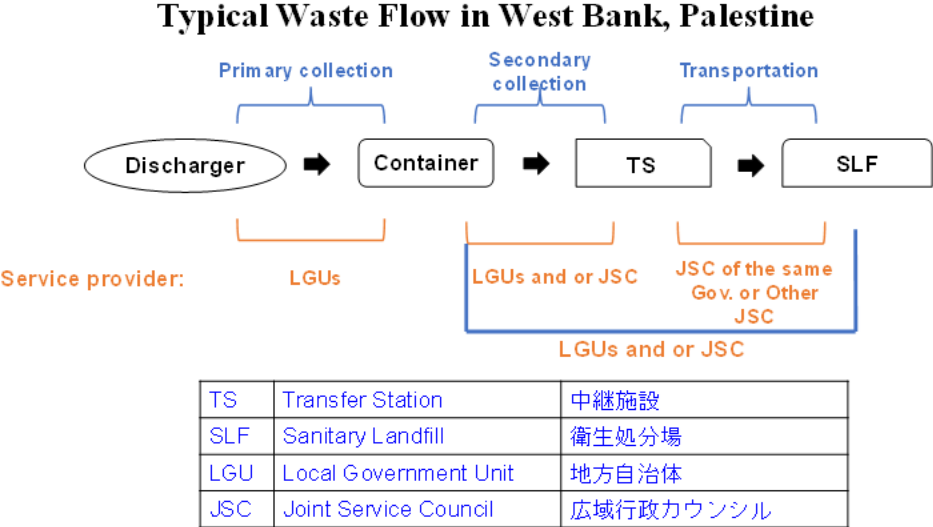 Typical Waste Flow in West Bank, Palestine
Primary collection
Secondary
collection
Transportation
Discharger
Container
TS
SLF
Service provider:
LGUs
LGUs and or JSC
JSC of the same
Gov. or Other
JSC
LGUs and or JSC
TS Transfer Station 中継施設
SLF Sanitary Landfill 衛生処分場
LGU Local Government Unit 地方自治体
JSC Joint Service Council 広域行政カウンシル